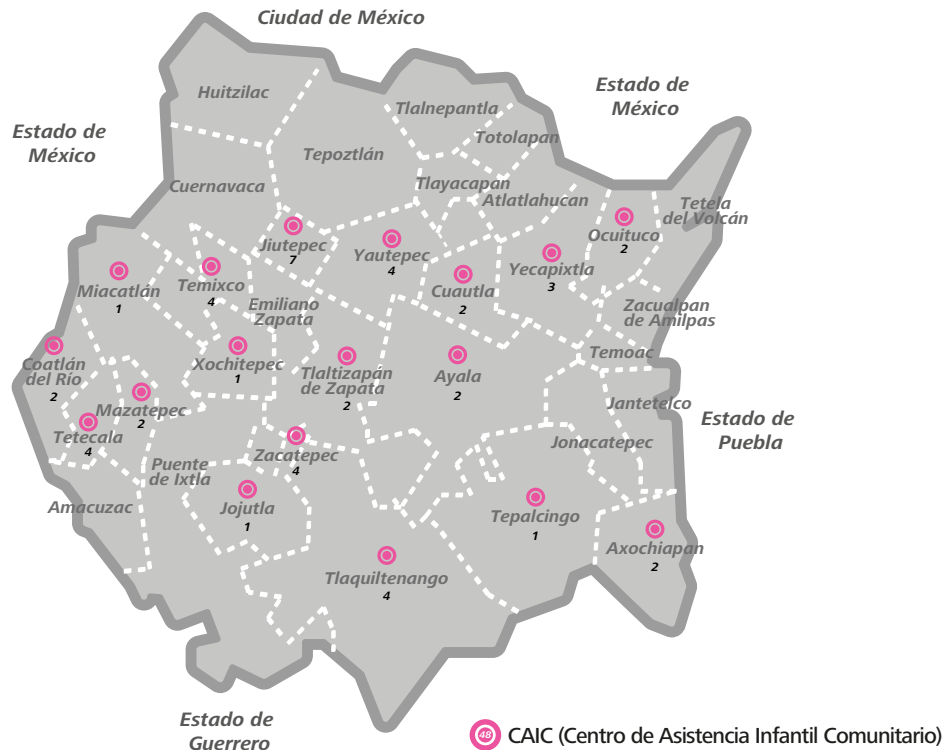 Ciudad de México
Estado de
México
Estado de
México
Huitzilac
Tlalnepantla
Totolapan
Tepoztlán
Cuernavaca
Tlayacapan
Atlatlahucan
Tetela
del Volcán
Ocuituco
2
Jiutepec
7
Yautepec
4
Yecapixtla
3
Miacatlán
1
Temixco
4
Cuautla
2
Emiliano
Zapata
Zacualpan
de Amilpas
Coatlán
del Río
2
Xochitepec
1
Tlaltizapán
de Zapata
2
Ayala
2
Temoac
Jantetelco
Mazatepec
2
Tetecala
4
Estado de
Puebla
Jonacatepec
Zacatepec
4
Puente
de Ixtla
Amacuzac
Jojutla
1
Tepalcingo
1
Axochiapan
2
Tlaquiltenango
4
Estado de
Guerrero
48 CAIC (Centro de Asistencia Infantil Comunitario)